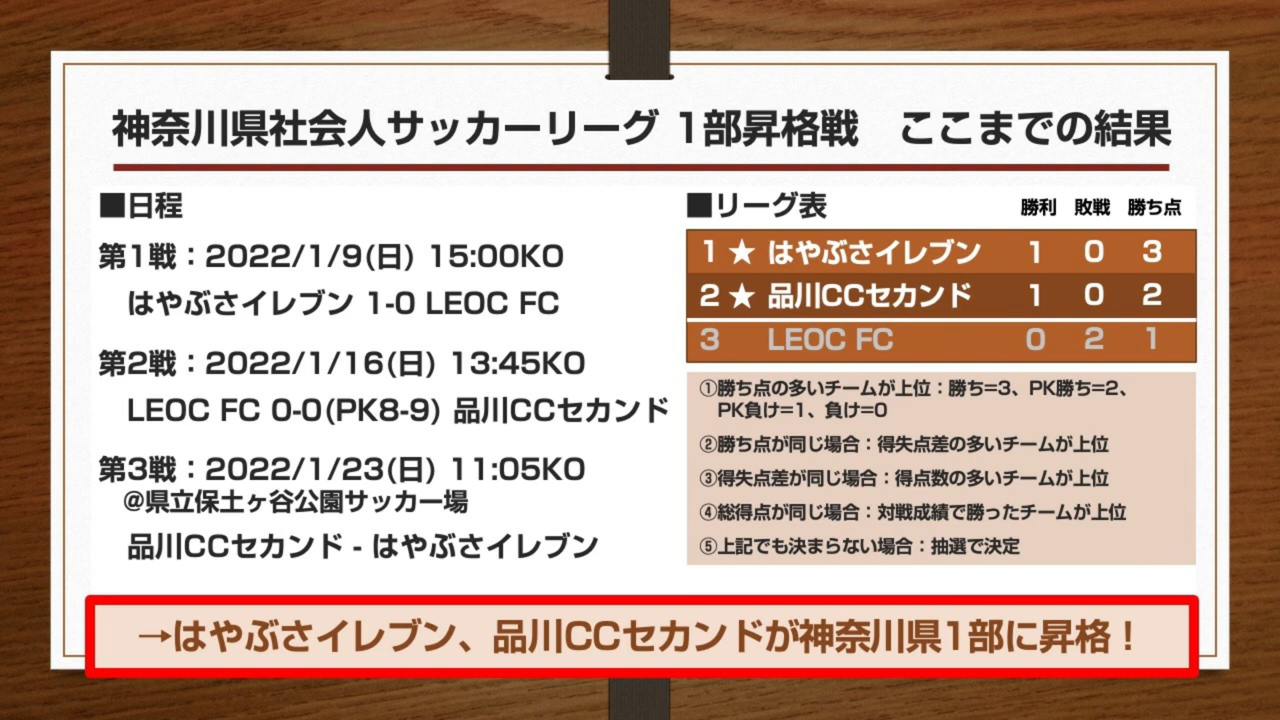 神奈川県社会人サッカーリーグ 1部昇格戦　ここまでの結果
■日程
第1戦：2022/1/9(日) 15:00KO
はやぶさイレブン 1-0 LEOC FC
第2戦：2022/1/16(日) 13:45KO
LEOC FC 0-0(PK8-9) 品川CCセカンド
第3戦：2022/1/23(日) 11:05KO
@県立保土ヶ谷公園サッカー場
品川CCセカンド - はやぶさイレブン
■リーグ表 勝利 敗戦 勝ち点
1 ★ はやぶさイレブン 1 0 3
2 ★ 品川CCセカンド 1 0 2
3 LEOC FC 0 2 1
①勝ち点の多いチームが上位：勝ち=3、PK勝ち=2、
PK負け=1、負け=0
②勝ち点が同じ場合：得失点差の多いチームが上位
③得失点差が同じ場合：得点数の多いチームが上位
④総得点が同じ場合：対戦成績で勝ったチームが上位
⑤上記でも決まらない場合：抽選で決定
→はやぶさイレブン、品川CCセカンドが神奈川県1部に昇格！